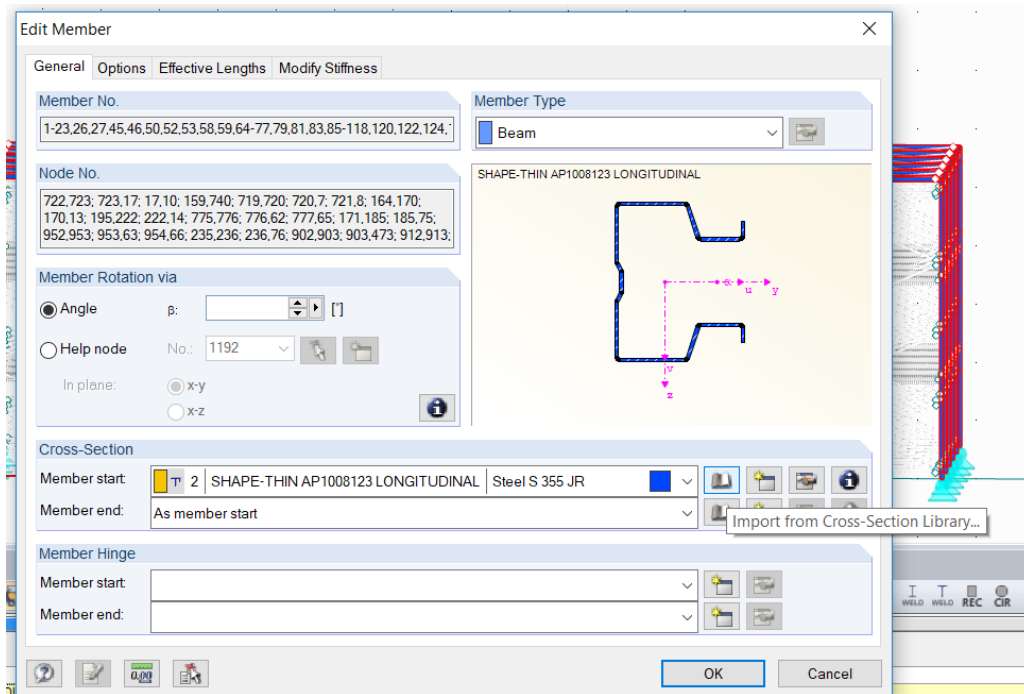 Edit Member
General Options Effective Lengths Modify Stiffness
Member No.
1-23,26,27,45,46,50,52,53,58,59,64-77,79,81,83,85-118,120,122,124,
Member Type
Beam
Node No.
722,723; 723,17; 17,10; 159,740; 719,720; 720,7; 721,8; 164,170;
170,13; 195,222; 222,14; 775,776; 776,62; 777,65; 171,185; 185,75;
952,953; 953,63; 954,66; 235,236; 236,76; 902,903; 903,473; 912,913;
SHAPE-THIN AP1008123 LONGITUDINAL
α
u
y
v
z
Member Rotation via
Angle β: [°]
Help node No.: 1192
In plane: x-y
x-z
Cross-Section
Member start: 2 SHAPE-THIN AP1008123 LONGITUDINAL Steel S 355 JR
Member end: As member start
Import from Cross-Section Library...
Member Hinge
Member start:
Member end:
I WELD T WELD REC CIR
0.00
OK Cancel